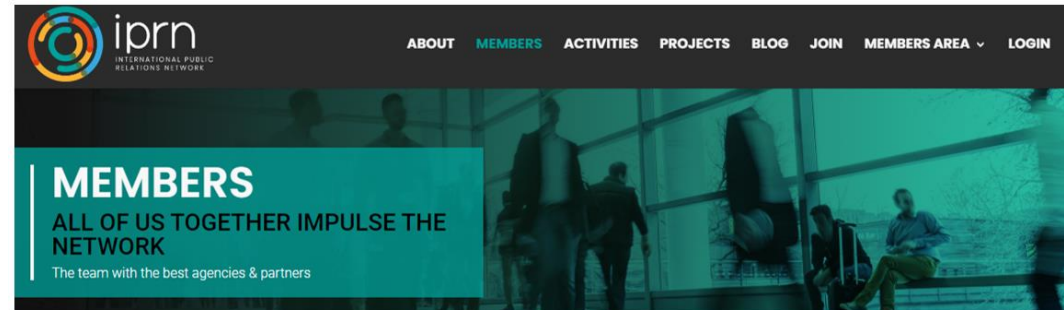 iprn
INTERNATIONAL PUBLIC
RELATIONS NETWORK
ABOUT MEMBERS ACTIVITIES PROJECTS BLOG JOIN MEMBERS AREA LOGIN
MEMBERS
ALL OF US TOGETHER IMPULSE THE
NETWORK
The team with the best agencies & partners